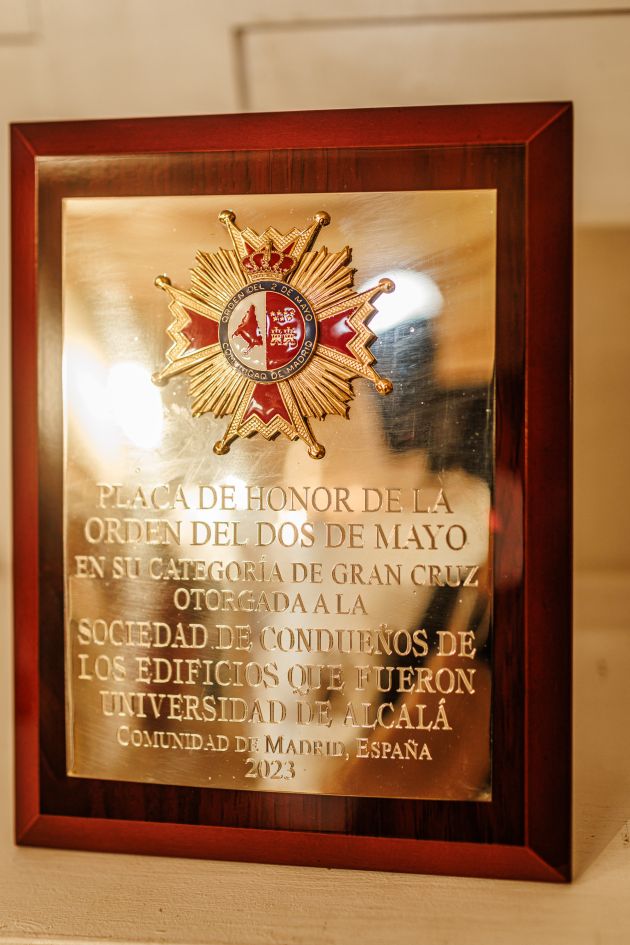 ORDEN DEL 2 DE MAYO
COMUNIDAD DE MADRID
PLACA DE HONOR DE LA
ORDEN DEL DOS DE MAYO
EN SU CATEGORÍA DE GRAN CRUZ
OTORGADA A LA
SOCIEDAD DE CONDUEÑOS DE
LOS EDIFICIOS QUE FUERON
UNIVERSIDAD DE ALCALÁ
COMUNIDAD DE MADRID, ESPAÑA
2023